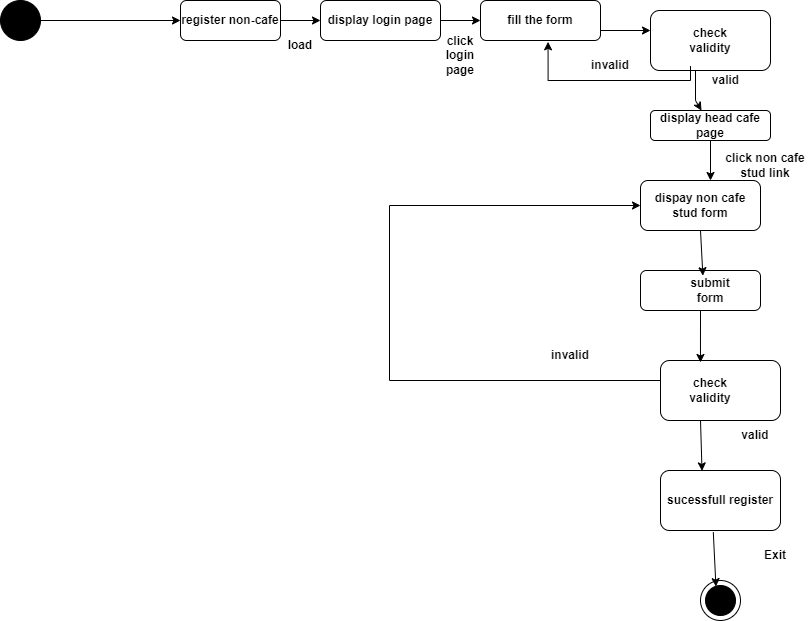 register non-cafe
load
display login page
click
login
page
fill the form
check
validity
invalid
valid
display head cafe
page
click non cafe
stud link
dispay non cafe
stud form
submit
form
invalid
check
validity
valid
sucessfull register
Exit